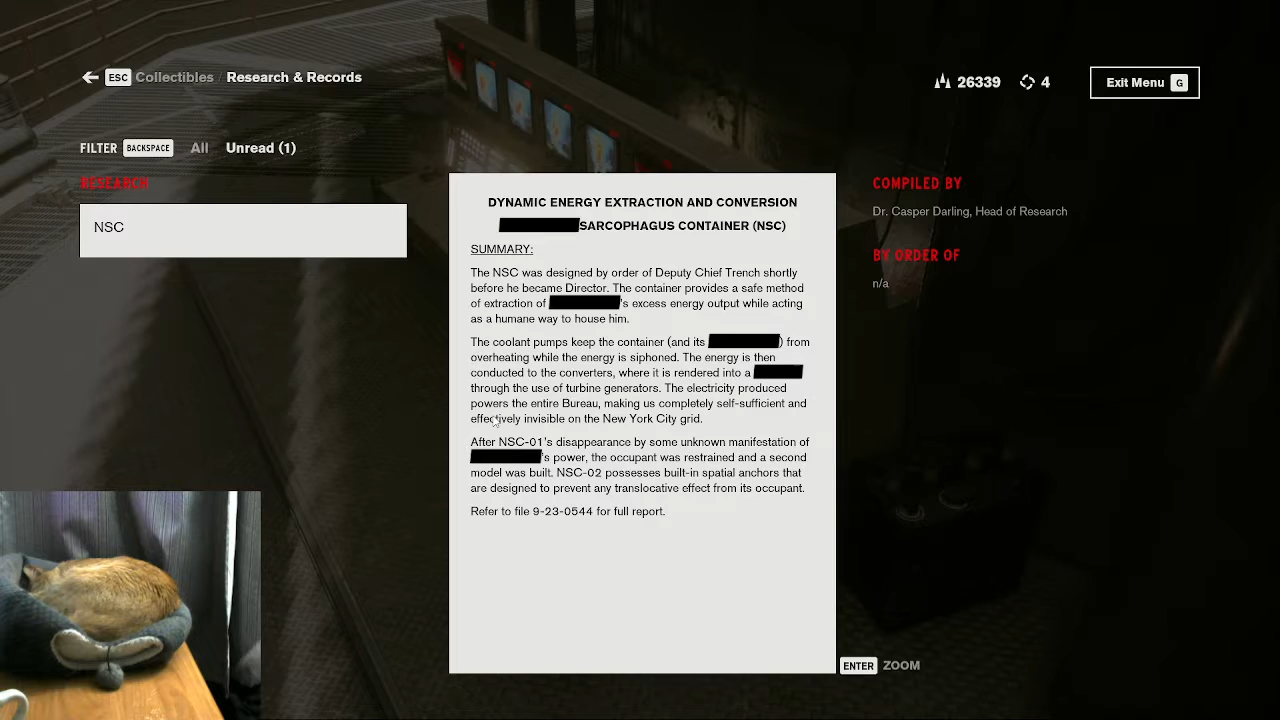 ESC Collectibles / Research & Records
26339 4 Exit Menu G
FILTER BACKSPACE All Unread (1)
RESEARCH
NSC
DYNAMIC ENERGY EXTRACTION AND CONVERSION
SARCOPHAGUS CONTAINER (NSC)
SUMMARY:
The NSC was designed by order of Deputy Chief Trench shortly
before he became Director. The container provides a safe method
of extraction of 's excess energy output while acting
as a humane way to house him.
The coolant pumps keep the container (and its ) from
overheating while the energy is siphoned. The energy is then
conducted to the converters, where it is rendered into a
through the use of turbine generators. The electricity produced
powers the entire Bureau, making us completely self-sufficient and
effectively invisible on the New York City grid.
After NSC-01's disappearance by some unknown manifestation of
's power, the occupant was restrained and a second
model was built. NSC-02 possesses built-in spatial anchors that
are designed to prevent any translocative effect from its occupant.
Refer to file 9-23-0544 for full report.
ENTER ZOOM
COMPILED BY
Dr. Casper Darling, Head of Research
BY ORDER OF
n/a